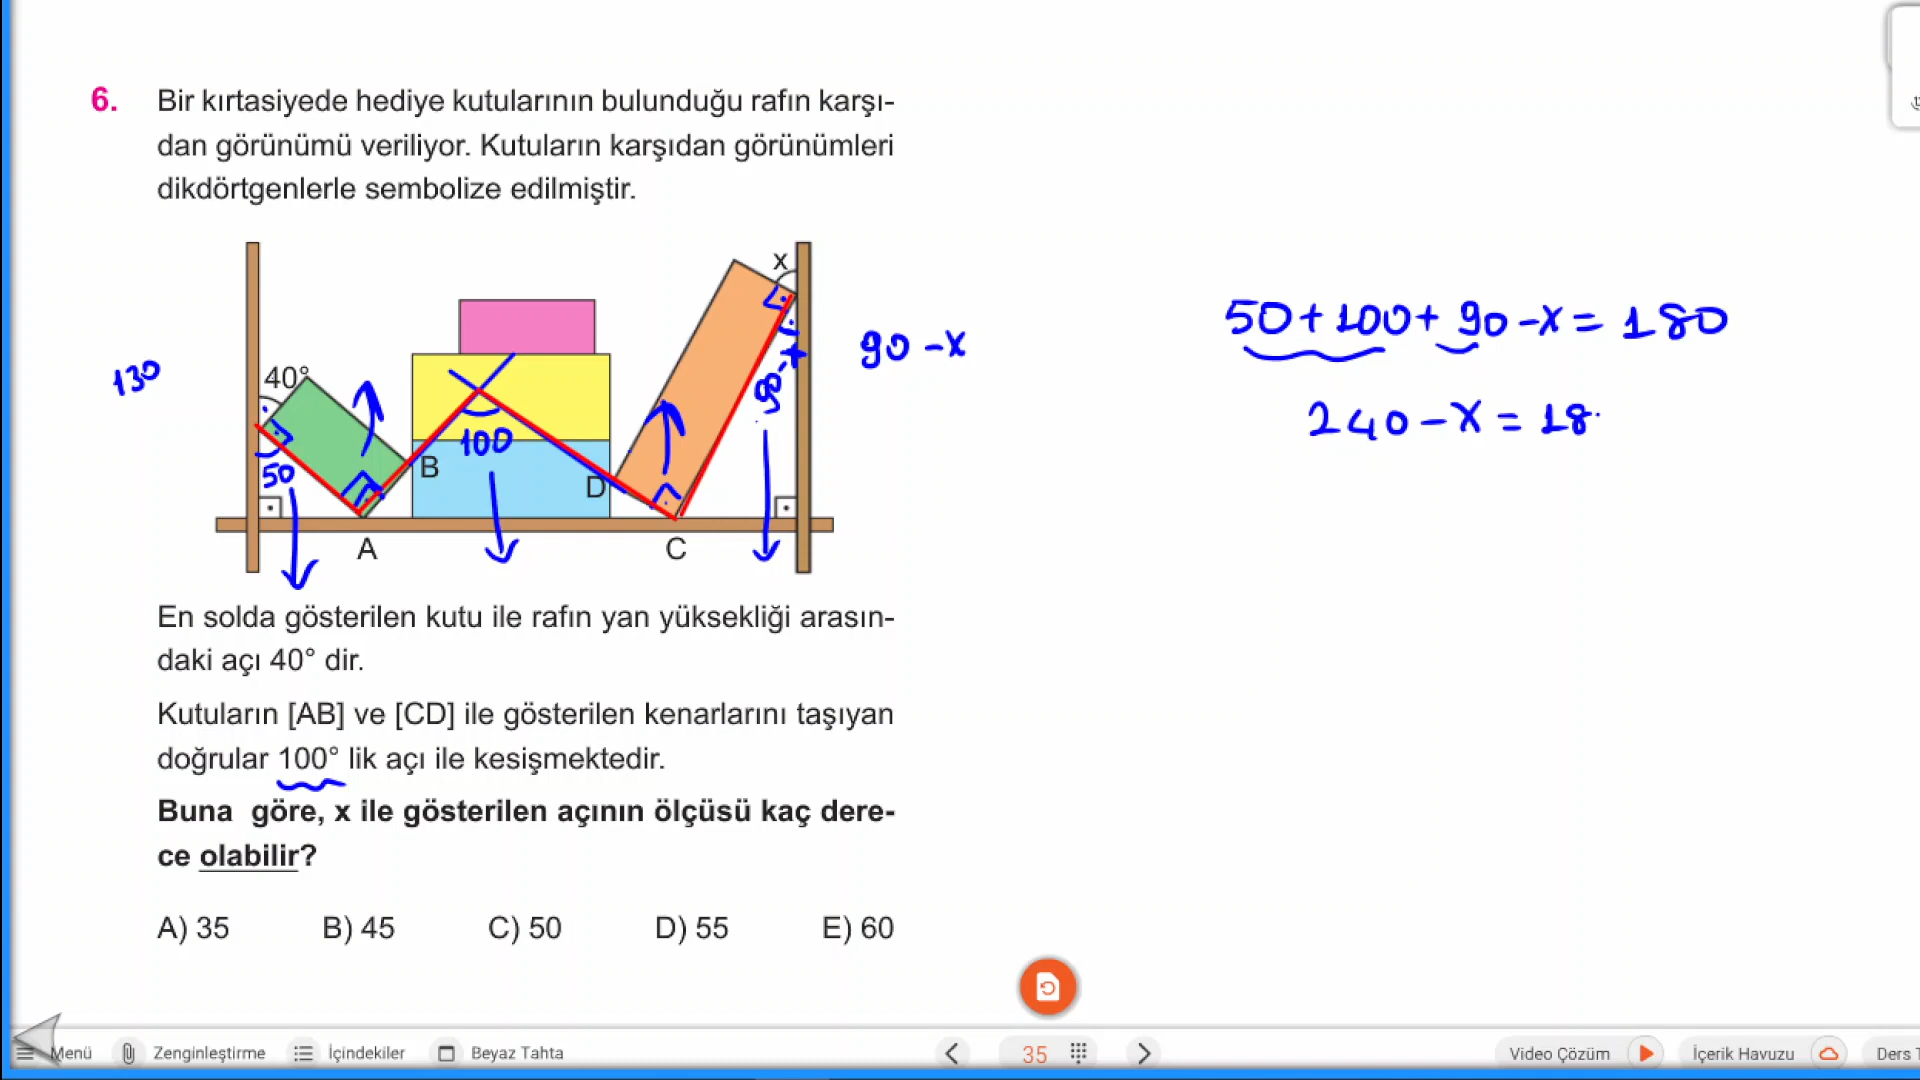 6. Bir kırtasiyede hediye kutularının bulunduğu rafın karşı-
dan görünümü veriliyor. Kutuların karşıdan görünümleri
dikdörtgenlerle sembolize edilmiştir.
x
40°
130
50
B
100
D
90-x
90 -x
A
C
50+100+ 90 -x = 180
240 -x = 18
En solda gösterilen kutu ile rafın yan yüksekliği arasın-
daki açı 40° dir.
Kutuların [AB] ve [CD] ile gösterilen kenarlarını taşıyan
doğrular 100° lik açı ile kesişmektedir.
Buna göre, x ile gösterilen açının ölçüsü kaç dere-
ce olabilir?
A) 35 B) 45 C) 50 D) 55 E) 60
Menü Zenginleştirme İçindekiler Beyaz Tahta 35 Video Çözüm İçerik Havuzu Ders